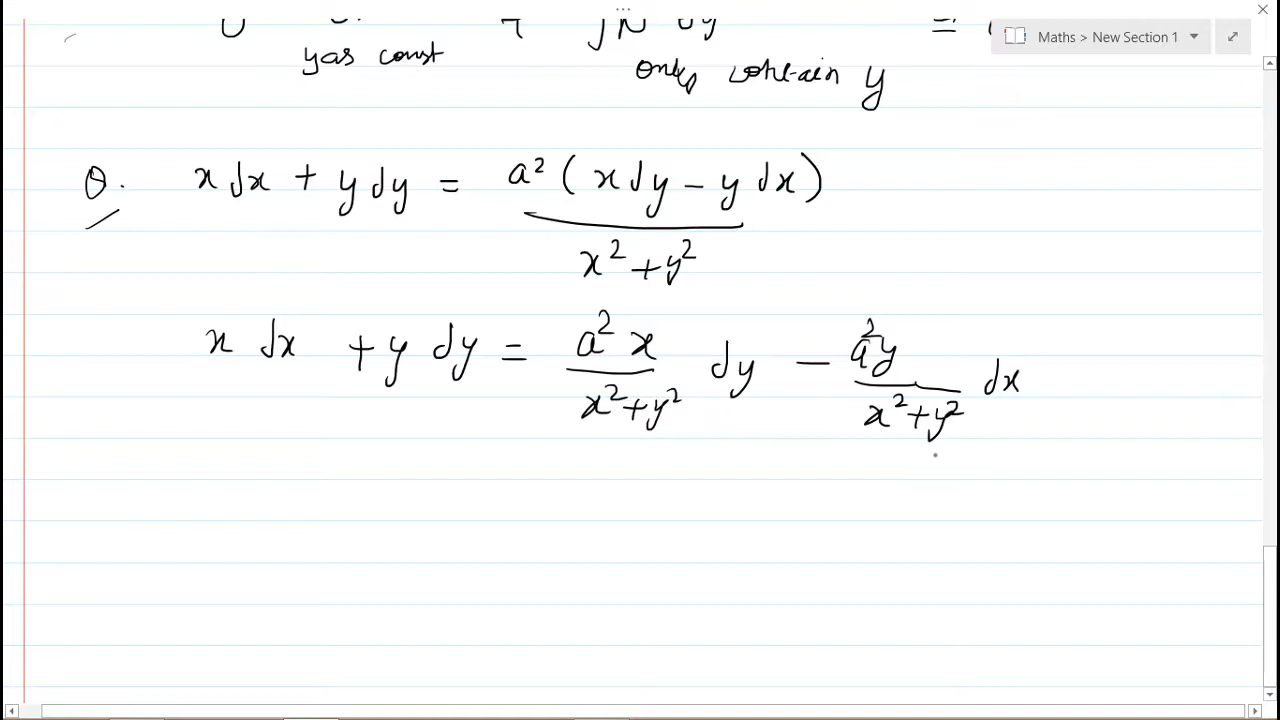 Maths > New Section 1
y as const
only contain y
Q. x dx + y dy = a² (x dy − y dx)
x² + y²
x dx + y dy = a² x dy − a² y dx
x² + y² x² + y²